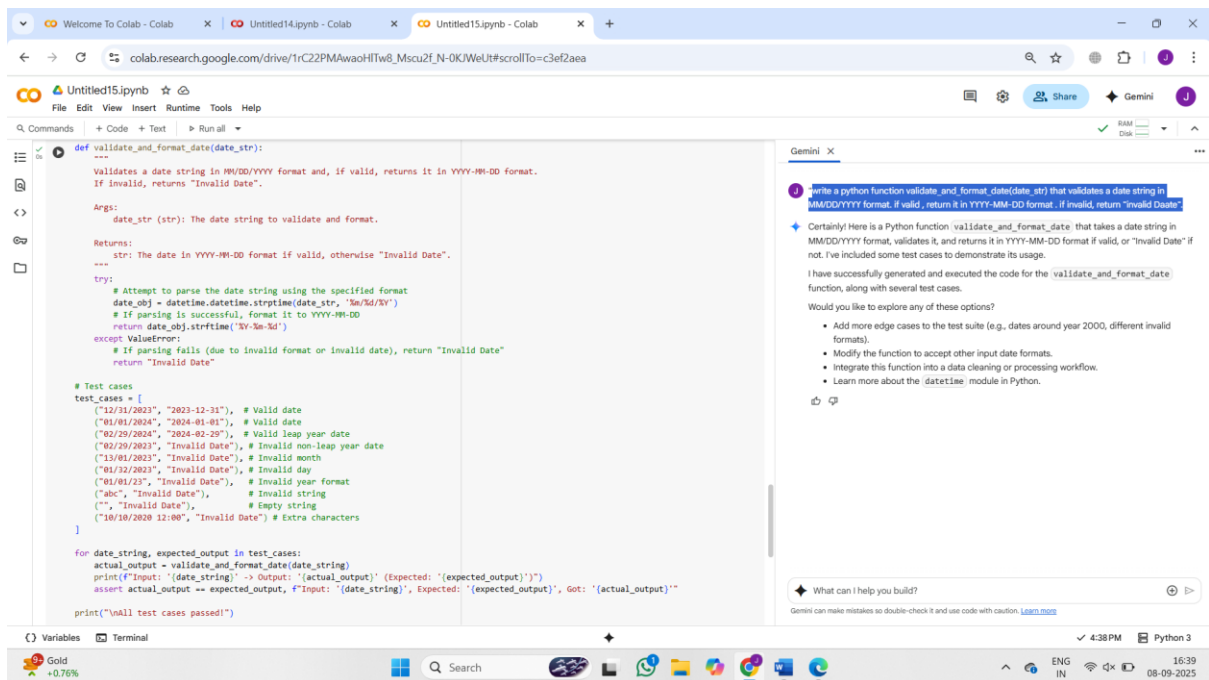 Welcome To Colab - Colab
Untitled14.ipynb - Colab
Untitled15.ipynb - Colab
colab.research.google.com/drive/1rC22PMAwaoHlTw8_Mscu2f_N-0KJWeUt#scrollTo=c3ef2aea
Untitled15.ipynb
File Edit View Insert Runtime Tools Help
Share
Gemini
J
Commands + Code + Text Run all
RAM
Disk
0s
def validate_and_format_date(date_str):
"""
Validates a date string in MM/DD/YYYY format and, if valid, returns it in YYYY-MM-DD format.
If invalid, returns "Invalid Date".
Args:
date_str (str): The date string to validate and format.
Returns:
str: The date in YYYY-MM-DD format if valid, otherwise "Invalid Date".
"""
try:
# Attempt to parse the date string using the specified format
date_obj = datetime.datetime.strptime(date_str, '%m/%d/%Y')
# If parsing is successful, format it to YYYY-MM-DD
return date_obj.strftime('%Y-%m-%d')
except ValueError:
# If parsing fails (due to invalid format or invalid date), return "Invalid Date"
return "Invalid Date"
# Test cases
test_cases = [
("12/31/2023", "2023-12-31"), # Valid date
("01/01/2024", "2024-01-01"), # Valid date
("02/29/2024", "2024-02-29"), # Valid leap year date
("02/29/2023", "Invalid Date"), # Invalid non-leap year date
("13/01/2023", "Invalid Date"), # Invalid month
("01/32/2023", "Invalid Date"), # Invalid day
("01/01/23", "Invalid Date"), # Invalid year format
("abc", "Invalid Date"), # Invalid string
("", "Invalid Date"), # Empty string
("10/10/2020 12:00", "Invalid Date") # Extra characters
]
for date_string, expected_output in test_cases:
actual_output = validate_and_format_date(date_string)
print(f"Input: '{date_string}' -> Output: '{actual_output}' (Expected: '{expected_output}')")
assert actual_output == expected_output, f"Input: '{date_string}', Expected: '{expected_output}', Got: '{actual_output}'"
print("\nAll test cases passed!")
Gemini
J
"write a python function validate_and_format_date(date_str) that validates a date string in
MM/DD/YYYY format. if valid , return it in YYYY-MM-DD format . if invalid, return "invalid Daate".
Certainly! Here is a Python function validate_and_format_date that takes a date string in
MM/DD/YYYY format, validates it, and returns it in YYYY-MM-DD format if valid, or "Invalid Date" if
not. I've included some test cases to demonstrate its usage.
I have successfully generated and executed the code for the validate_and_format_date
function, along with several test cases.
Would you like to explore any of these options?
• Add more edge cases to the test suite (e.g., dates around year 2000, different invalid
formats).
• Modify the function to accept other input date formats.
• Integrate this function into a data cleaning or processing workflow.
• Learn more about the datetime module in Python.
What can I help you build?
Gemini can make mistakes so double-check it and use code with caution. Learn more
Variables Terminal
4:38 PM Python 3
9+
Gold
+0.76%
Search
ENG
IN
16:39
08-09-2025